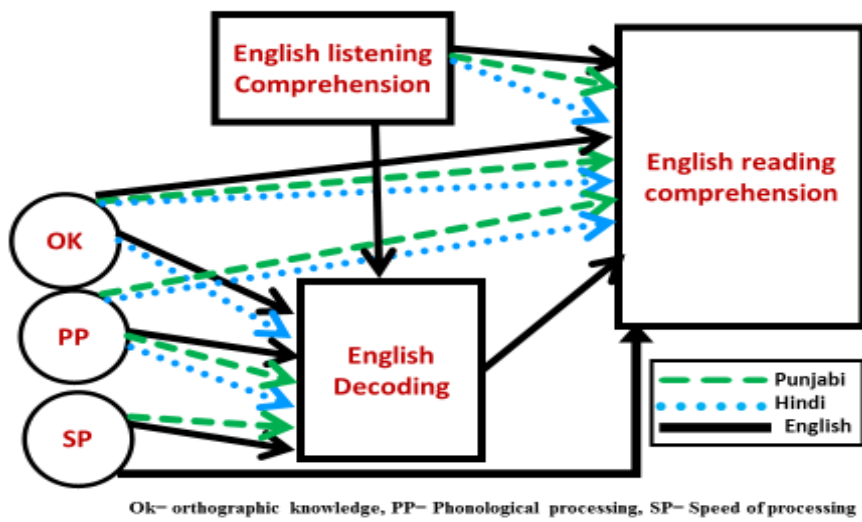 English listening
Comprehension
English reading
comprehension
OK
PP
English
Decoding
SP
Punjabi
Hindi
English
Ok= orthographic knowledge, PP= Phonological processing, SP= Speed of processing